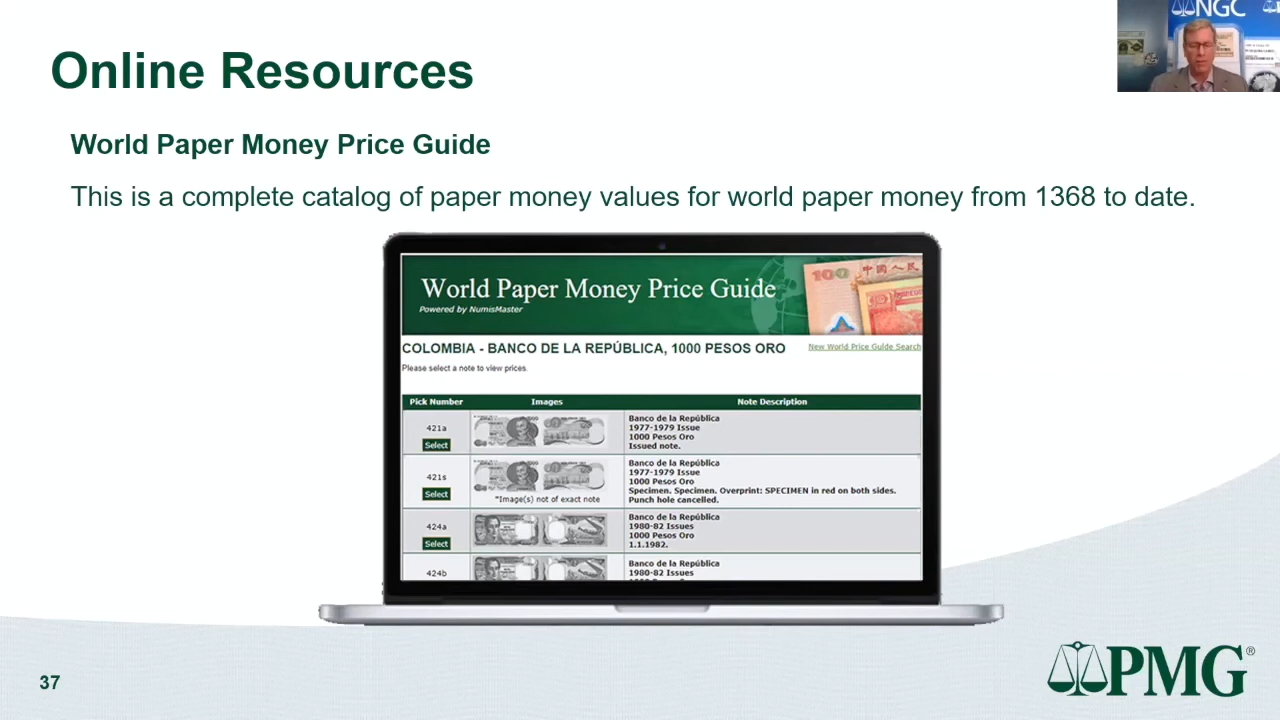 NGC
Online Resources
World Paper Money Price Guide
This is a complete catalog of paper money values for world paper money from 1368 to date.
World Paper Money Price Guide
Powered by NumisMaster
100 中国人民
COLOMBIA - BANCO DE LA REPÚBLICA, 1000 PESOS ORO
New World Price Guide Search
Please select a note to view prices.
Pick Number Images Note Description
421a
Select
Banco de la República
1977-1979 Issue
1000 Pesos Oro
Issued note.
421s
Select
*Image(s) not of exact note
Banco de la República
1977-1979 Issue
1000 Pesos Oro
Specimen. Specimen. Overprint: SPECIMEN in red on both sides.
Punch hole cancelled.
424a
Select
Banco de la República
1980-82 Issues
1000 Pesos Oro
1.1.1982.
424b
Banco de la República
1980-82 Issues
37
PMG®